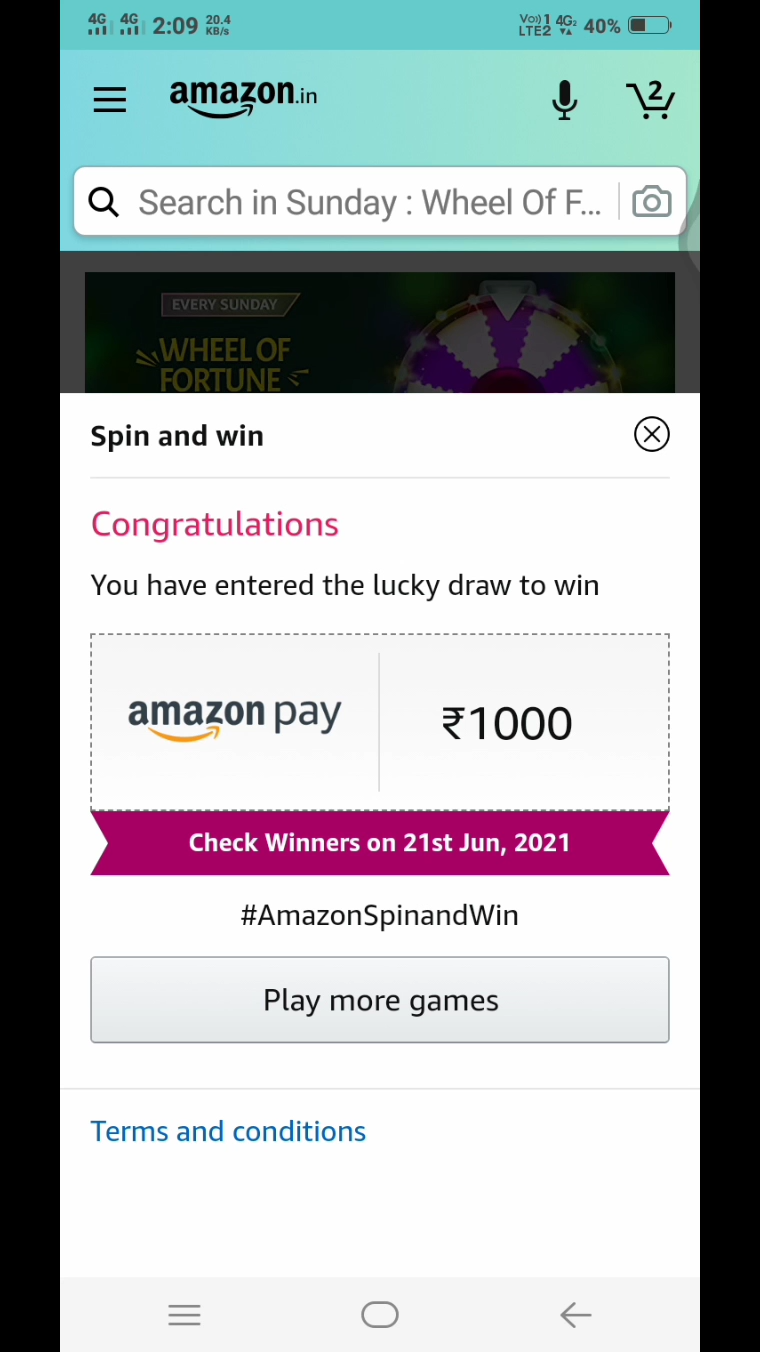 4G 4G 2:09 20.4 KB/s Vo)) 1 LTE2 4G2 40%
amazon.in 2
Search in Sunday : Wheel Of F...
EVERY SUNDAY
WHEEL OF
FORTUNE
Spin and win
Congratulations
You have entered the lucky draw to win
amazon pay ₹1000
Check Winners on 21st Jun, 2021
#AmazonSpinandWin
Play more games
Terms and conditions